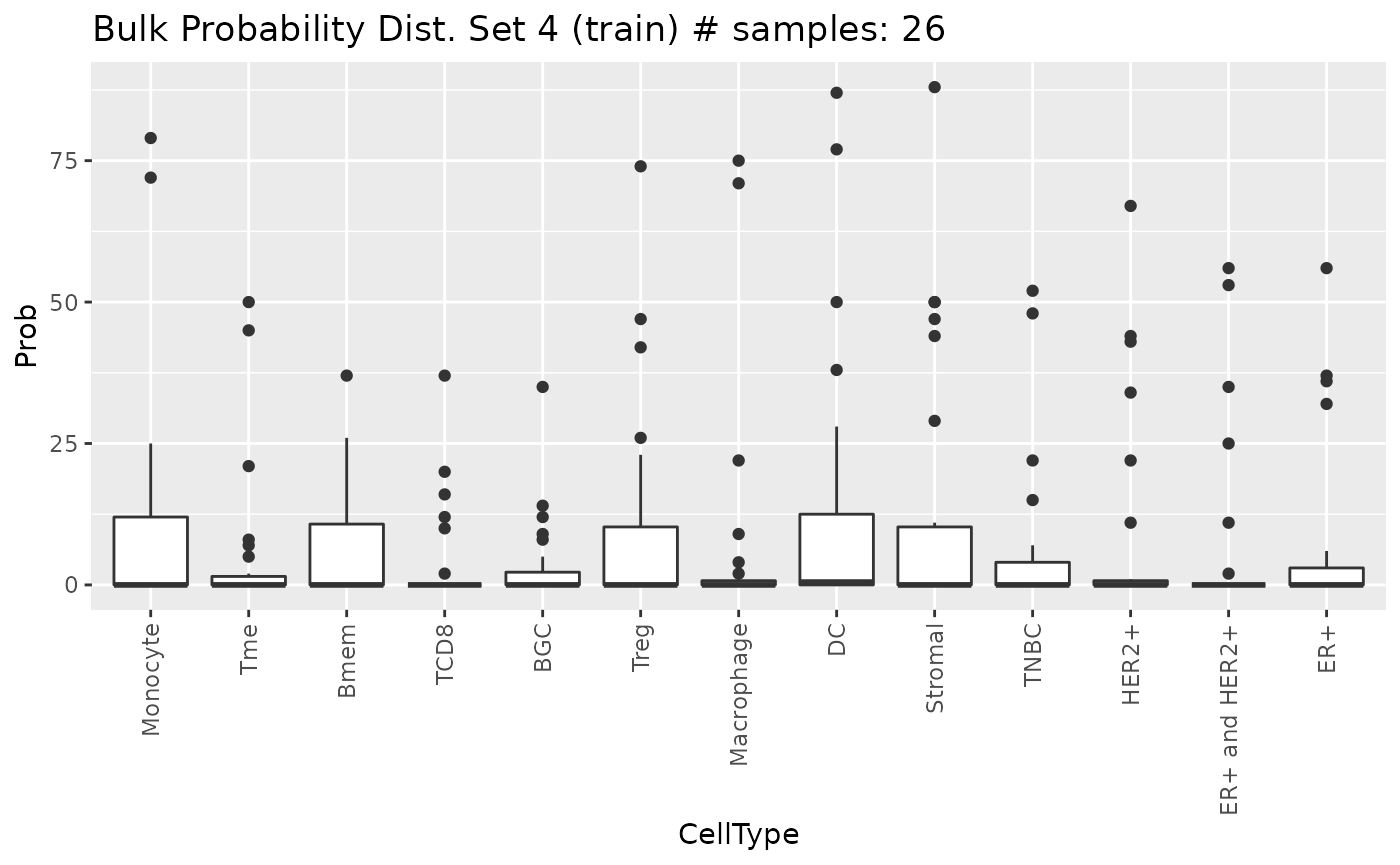 Bulk Probability Dist. Set 4 (train) # samples: 26
Prob
75
50
25
0
Monocyte
Tme
Bmem
TCD8
BGC
Treg
Macrophage
DC
Stromal
TNBC
HER2+
ER+ and HER2+
ER+
CellType